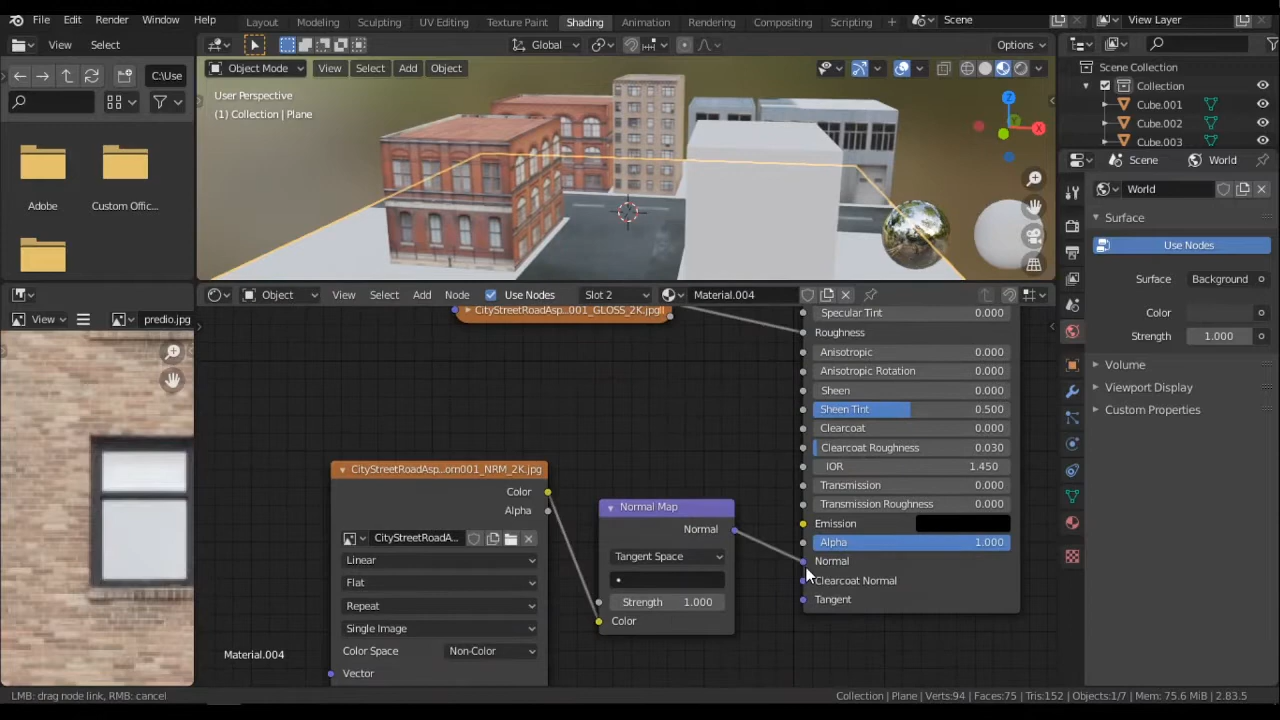 File Edit Render Window Help Layout Modeling Sculpting UV Editing Texture Paint Shading Animation Rendering Compositing Scripting + Scene View Layer
View Select Global Options
Object Mode View Select Add Object
C:\Use
User Perspective
(1) Collection | Plane
Z
X
Scene Collection
Collection
Cube.001
Cube.002
Cube.003
Adobe
Custom Offic...
Scene World
World
Surface
Use Nodes
Surface Background
Color
Strength 1.000
Volume
Viewport Display
Custom Properties
View predio.jpg
Object View Select Add Node Use Nodes Slot 2 Material.004
CityStreetRoadAsp...001_GLOSS_2K.jpg
Specular Tint 0.000
Roughness
Anisotropic 0.000
Anisotropic Rotation 0.000
Sheen 0.000
Sheen Tint 0.500
Clearcoat 0.000
Clearcoat Roughness 0.030
IOR 1.450
Transmission 0.000
Transmission Roughness 0.000
Emission
Alpha 1.000
Normal
Clearcoat Normal
Tangent
CityStreetRoadAsp...om001_NRM_2K.jpg
Color
Alpha
CityStreetRoadA...
Linear
Flat
Repeat
Single Image
Color Space Non-Color
Vector
Normal Map
Normal
Tangent Space
Strength 1.000
Color
Material.004
LMB: drag node link, RMB: cancel
Collection | Plane | Verts:94 | Faces:75 | Tris:152 | Objects:1/7 | Mem: 75.6 MiB | 2.83.5